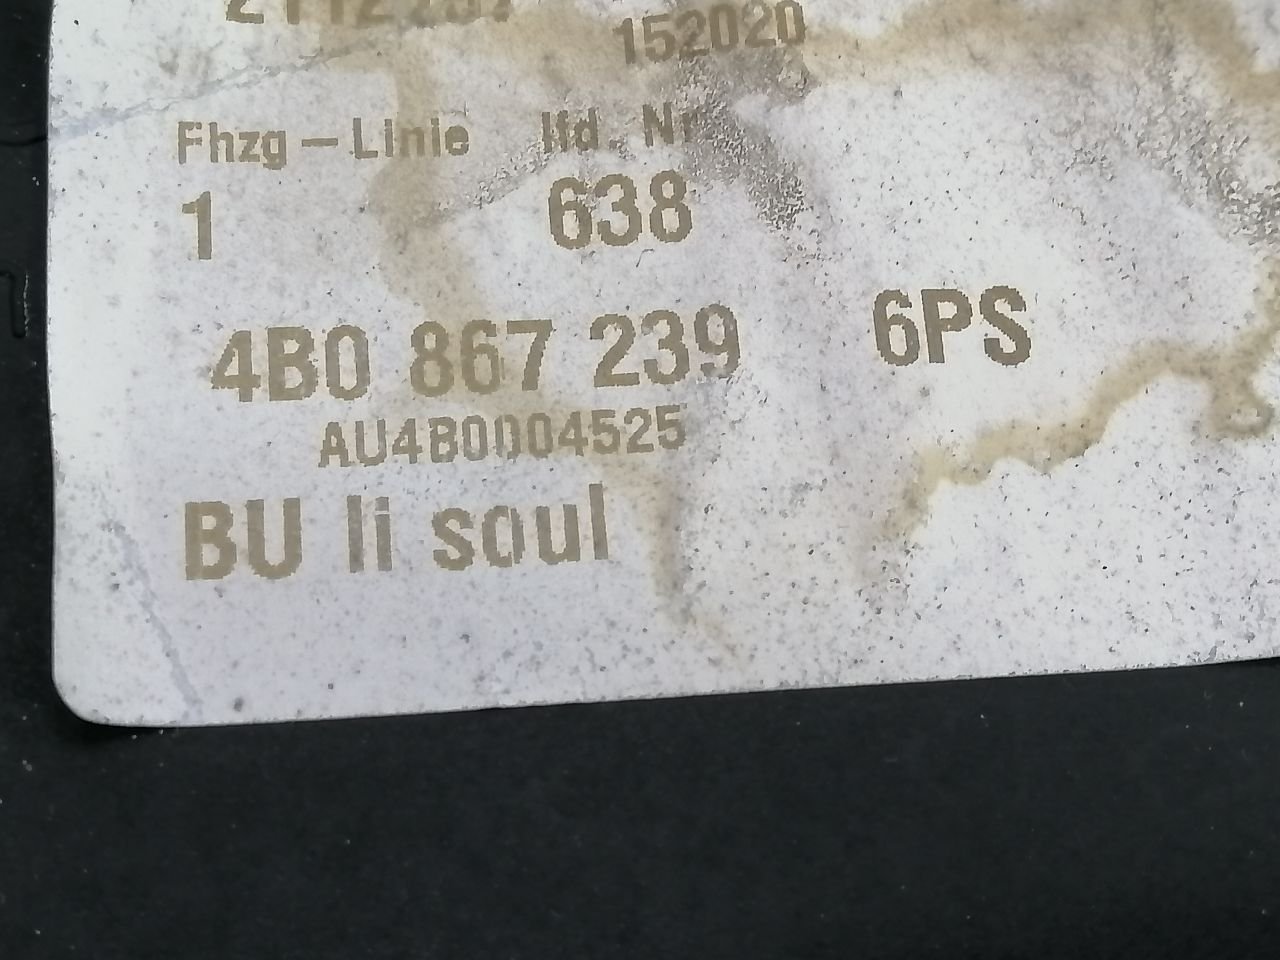 152020
Fhzg-Linie lfd. Nr
1 638
4B0 867 239 6PS
AU4B0004525
BU li soul